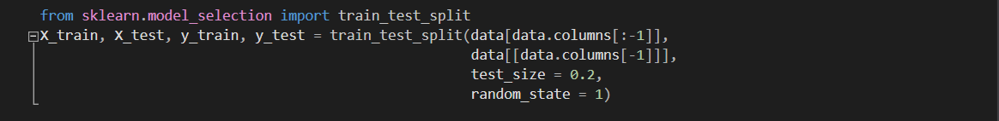 from sklearn.model_selection import train_test_split
X_train, X_test, y_train, y_test = train_test_split(data[data.columns[:-1]],
data[[data.columns[-1]]],
test_size = 0.2,
random_state = 1)